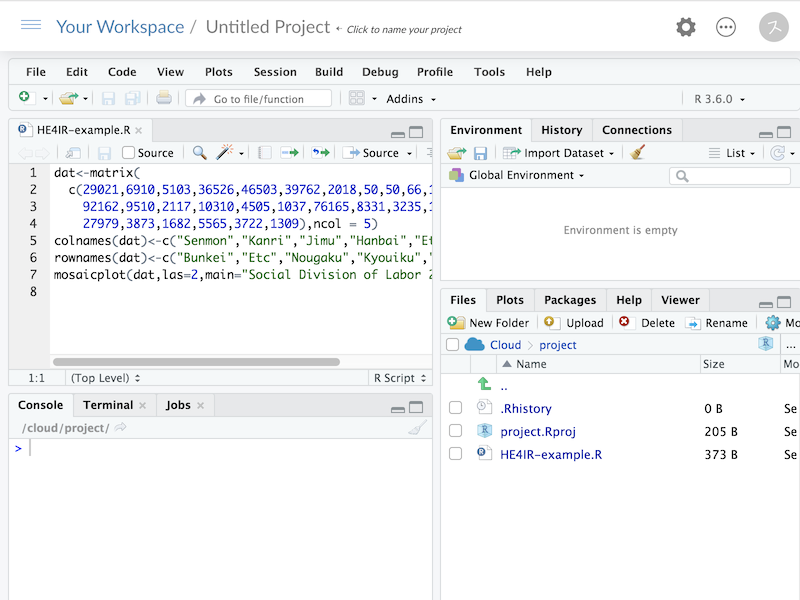 Your Workspace / Untitled Project ← Click to name your project
ス
File Edit Code View Plots Session Build Debug Profile Tools Help
Go to file/function Addins R 3.6.0
HE4IR-example.R
Source Source
1 dat<-matrix(
2 c(29021,6910,5103,36526,46503,39762,2018,50,50,66,
3 92162,9510,2117,10310,4505,1037,76165,8331,3235,
4 27979,3873,1682,5565,3722,1309),ncol = 5)
5 colnames(dat)<-c("Senmon","Kanri","Jimu","Hanbai","Et
6 rownames(dat)<-c("Bunkei","Etc","Nougaku","Kyouiku","
7 mosaicplot(dat,las=2,main="Social Division of Labor 2
8
1:1 (Top Level) R Script
Console Terminal Jobs
/cloud/project/
>
Environment History Connections
Import Dataset List
Global Environment
Environment is empty
Files Plots Packages Help Viewer
New Folder Upload Delete Rename Mo
Cloud project R ...
Name Size Mo
..
.Rhistory 0 B Se
project.Rproj 205 B Se
HE4IR-example.R 373 B Se